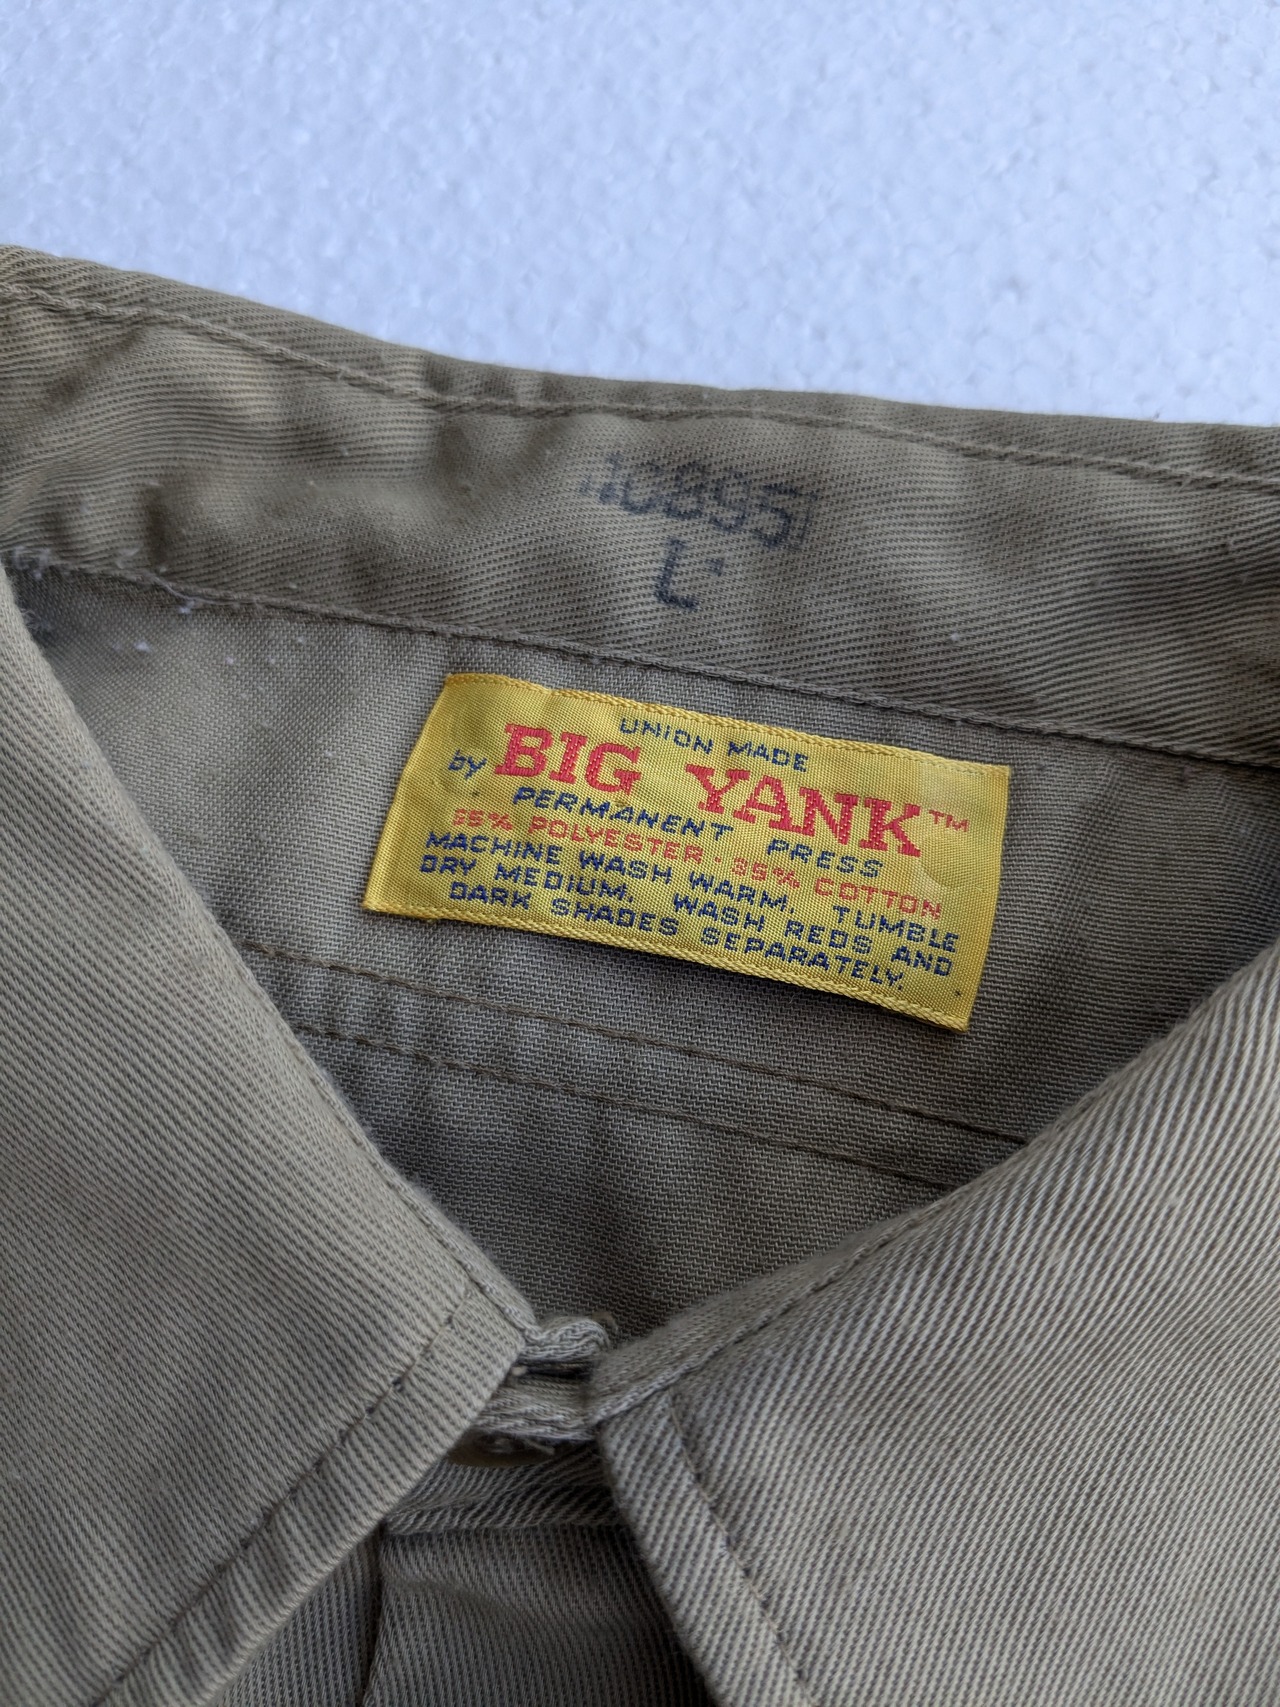 L
UNION MADE
by BIG YANK™
PERMANENT PRESS
65% POLYESTER · 35% COTTON
MACHINE WASH WARM. TUMBLE
DRY MEDIUM. WASH REDS AND
DARK SHADES SEPARATELY.